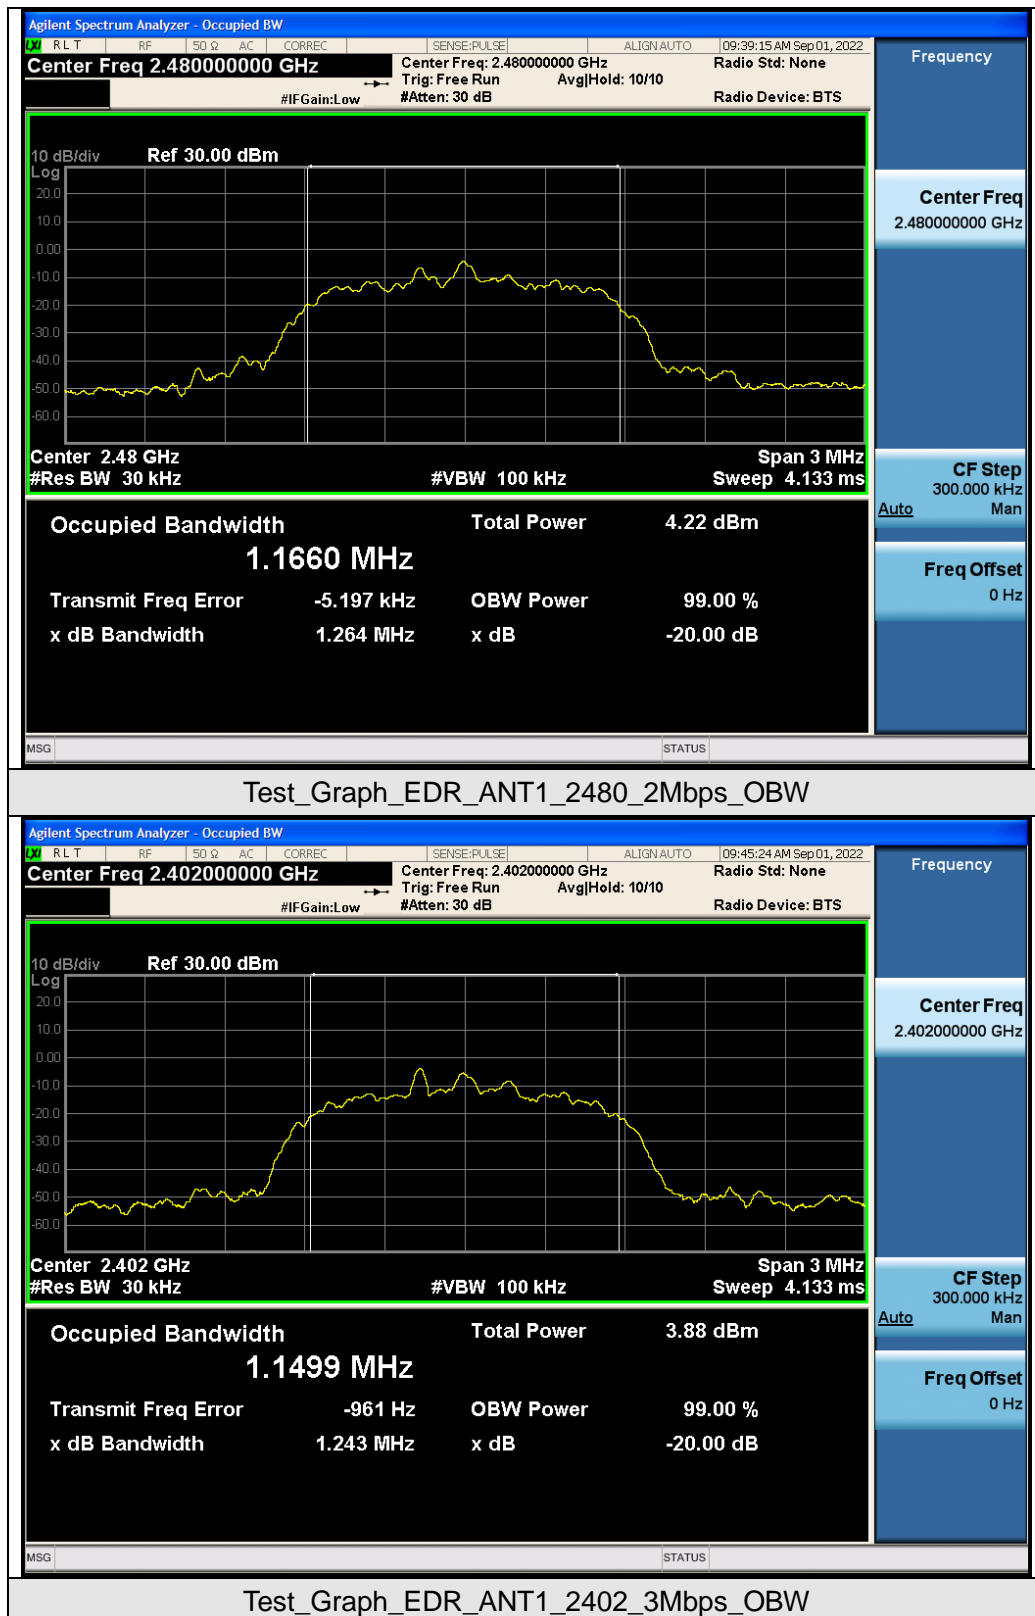 Agilent Spectrum Analyzer - Occupied BW
LXI RLT RF 50 Ω AC CORREC SENSE:PULSE ALIGN AUTO 09:39:15 AM Sep 01, 2022
Center Freq 2.480000000 GHz
Center Freq: 2.480000000 GHz Radio Std: None
Trig: Free Run Avg|Hold: 10/10
#IFGain:Low #Atten: 30 dB Radio Device: BTS
Frequency
10 dB/div Ref 30.00 dBm
Log
20.0
10.0
0.00
-10.0
-20.0
-30.0
-40.0
-50.0
-60.0
Center 2.48 GHz Span 3 MHz
#Res BW 30 kHz #VBW 100 kHz Sweep 4.133 ms
Center Freq
2.480000000 GHz
CF Step
300.000 kHz
Auto Man
Freq Offset
0 Hz
Occupied Bandwidth Total Power 4.22 dBm
1.1660 MHz
Transmit Freq Error -5.197 kHz OBW Power 99.00 %
x dB Bandwidth 1.264 MHz x dB -20.00 dB
MSG STATUS
Test_Graph_EDR_ANT1_2480_2Mbps_OBW
Agilent Spectrum Analyzer - Occupied BW
LXI RLT RF 50 Ω AC CORREC SENSE:PULSE ALIGN AUTO 09:45:24 AM Sep 01, 2022
Center Freq 2.402000000 GHz
Center Freq: 2.402000000 GHz Radio Std: None
Trig: Free Run Avg|Hold: 10/10
#IFGain:Low #Atten: 30 dB Radio Device: BTS
Frequency
10 dB/div Ref 30.00 dBm
Log
20.0
10.0
0.00
-10.0
-20.0
-30.0
-40.0
-50.0
-60.0
Center 2.402 GHz Span 3 MHz
#Res BW 30 kHz #VBW 100 kHz Sweep 4.133 ms
Center Freq
2.402000000 GHz
CF Step
300.000 kHz
Auto Man
Freq Offset
0 Hz
Occupied Bandwidth Total Power 3.88 dBm
1.1499 MHz
Transmit Freq Error -961 Hz OBW Power 99.00 %
x dB Bandwidth 1.243 MHz x dB -20.00 dB
MSG STATUS
Test_Graph_EDR_ANT1_2402_3Mbps_OBW